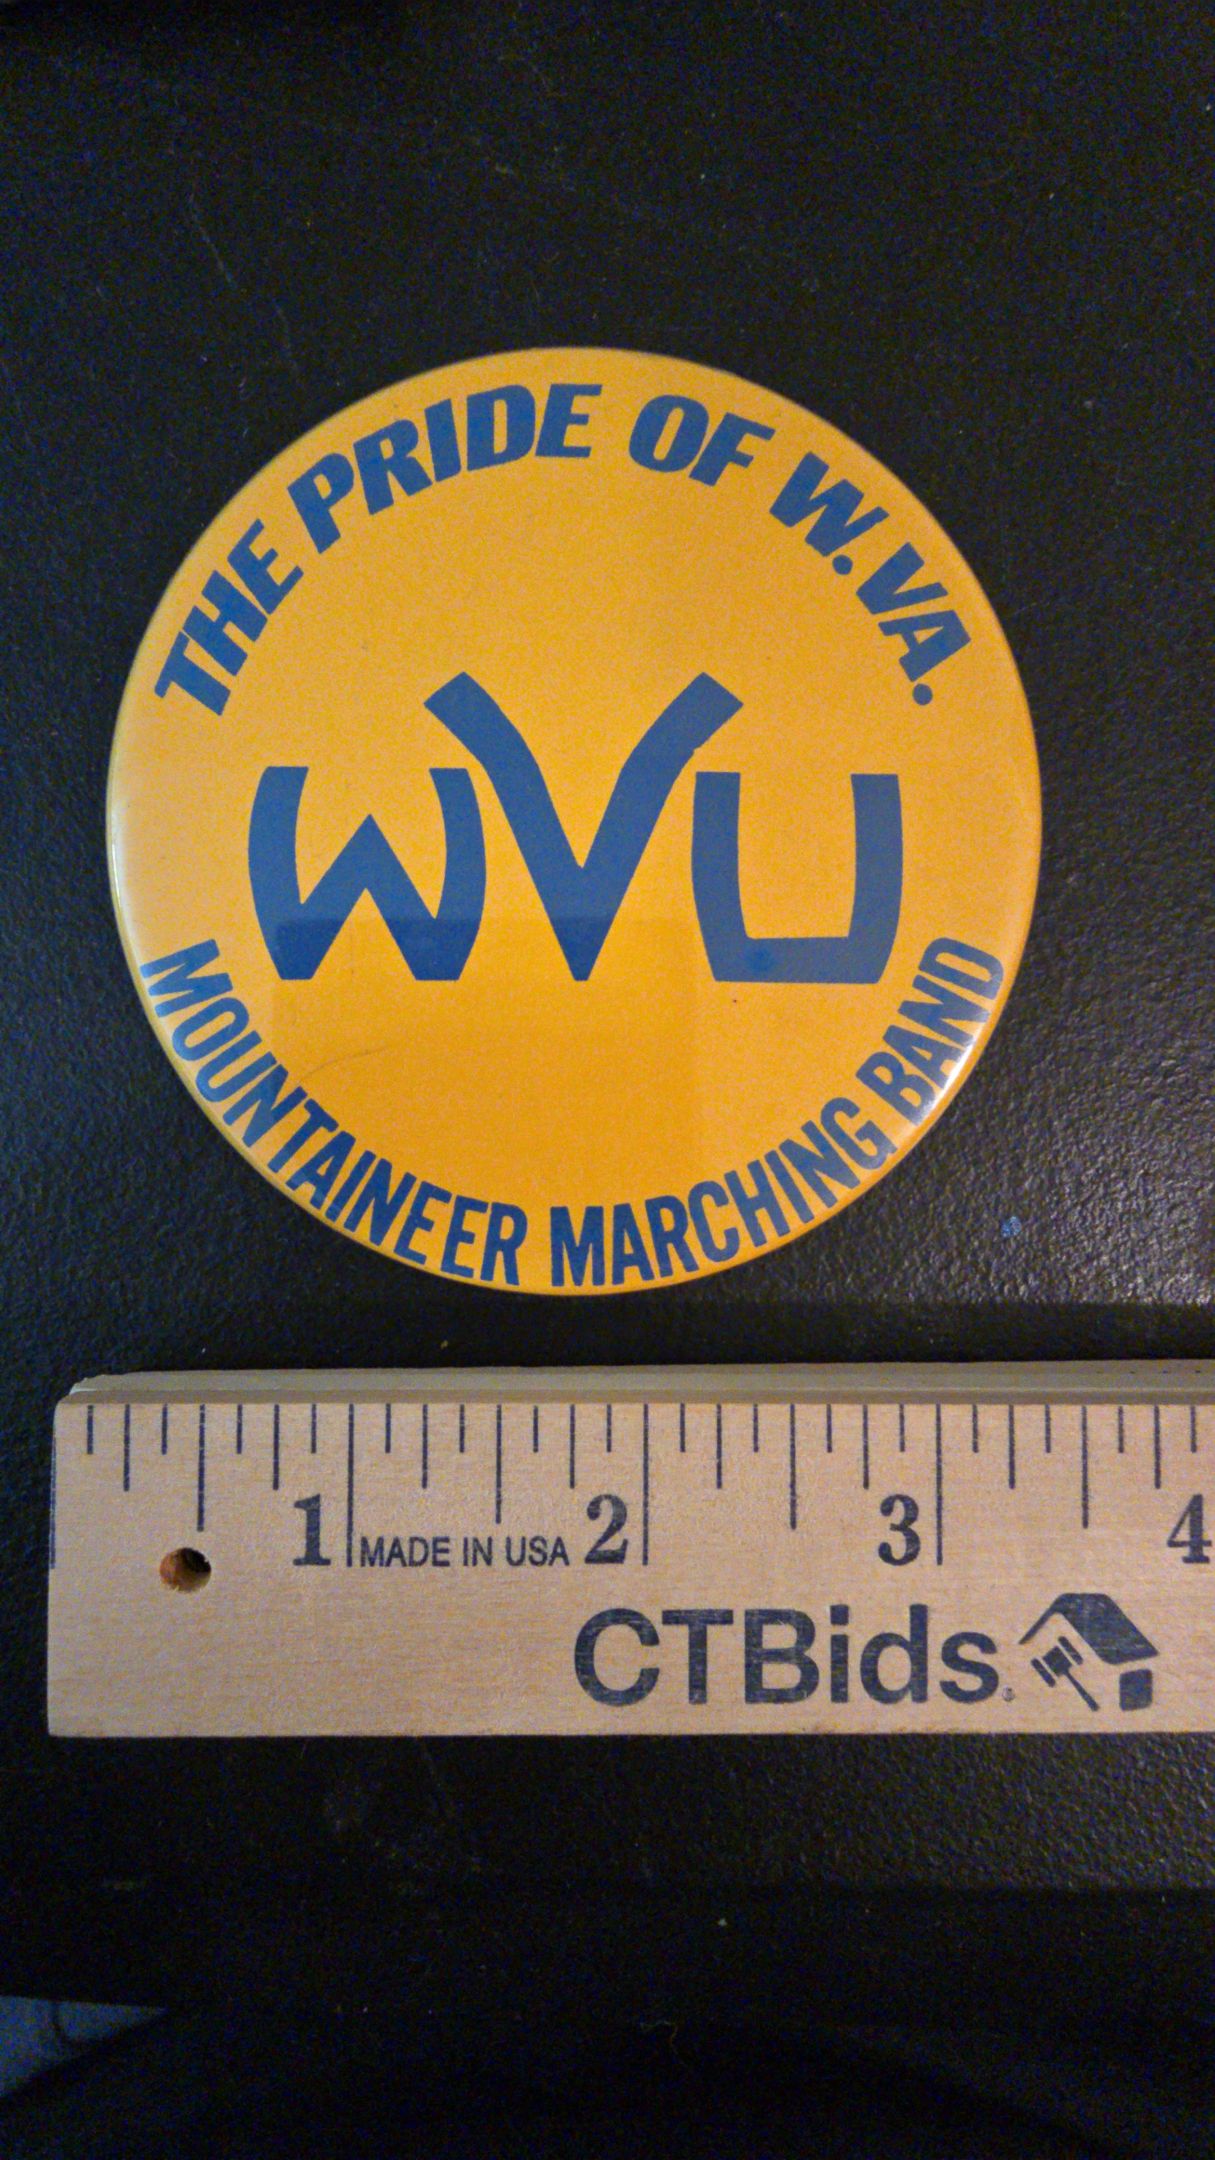 THE PRIDE OF W.VA.
WVU
MOUNTAINEER MARCHING BAND
1 2 3 4
MADE IN USA
CTBids.